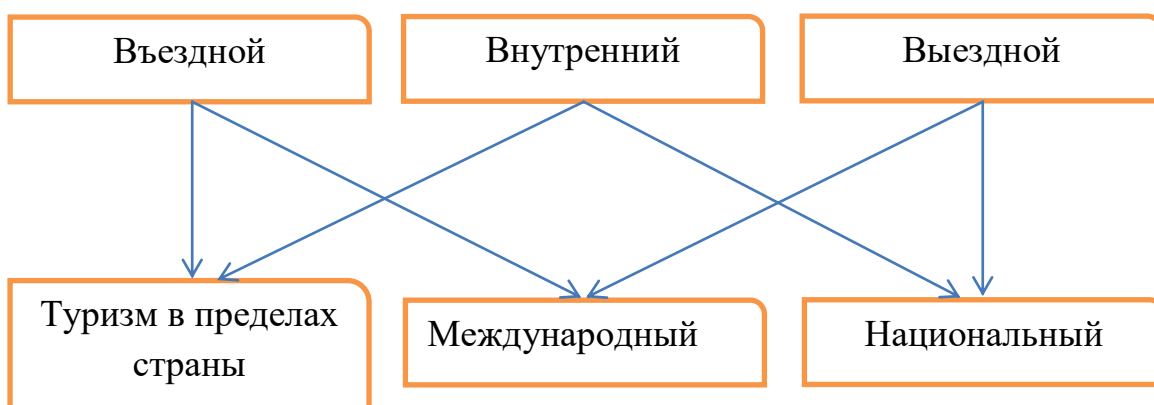 Въездной
Внутренний
Выездной
Туризм в пределах
страны
Международный
Национальный